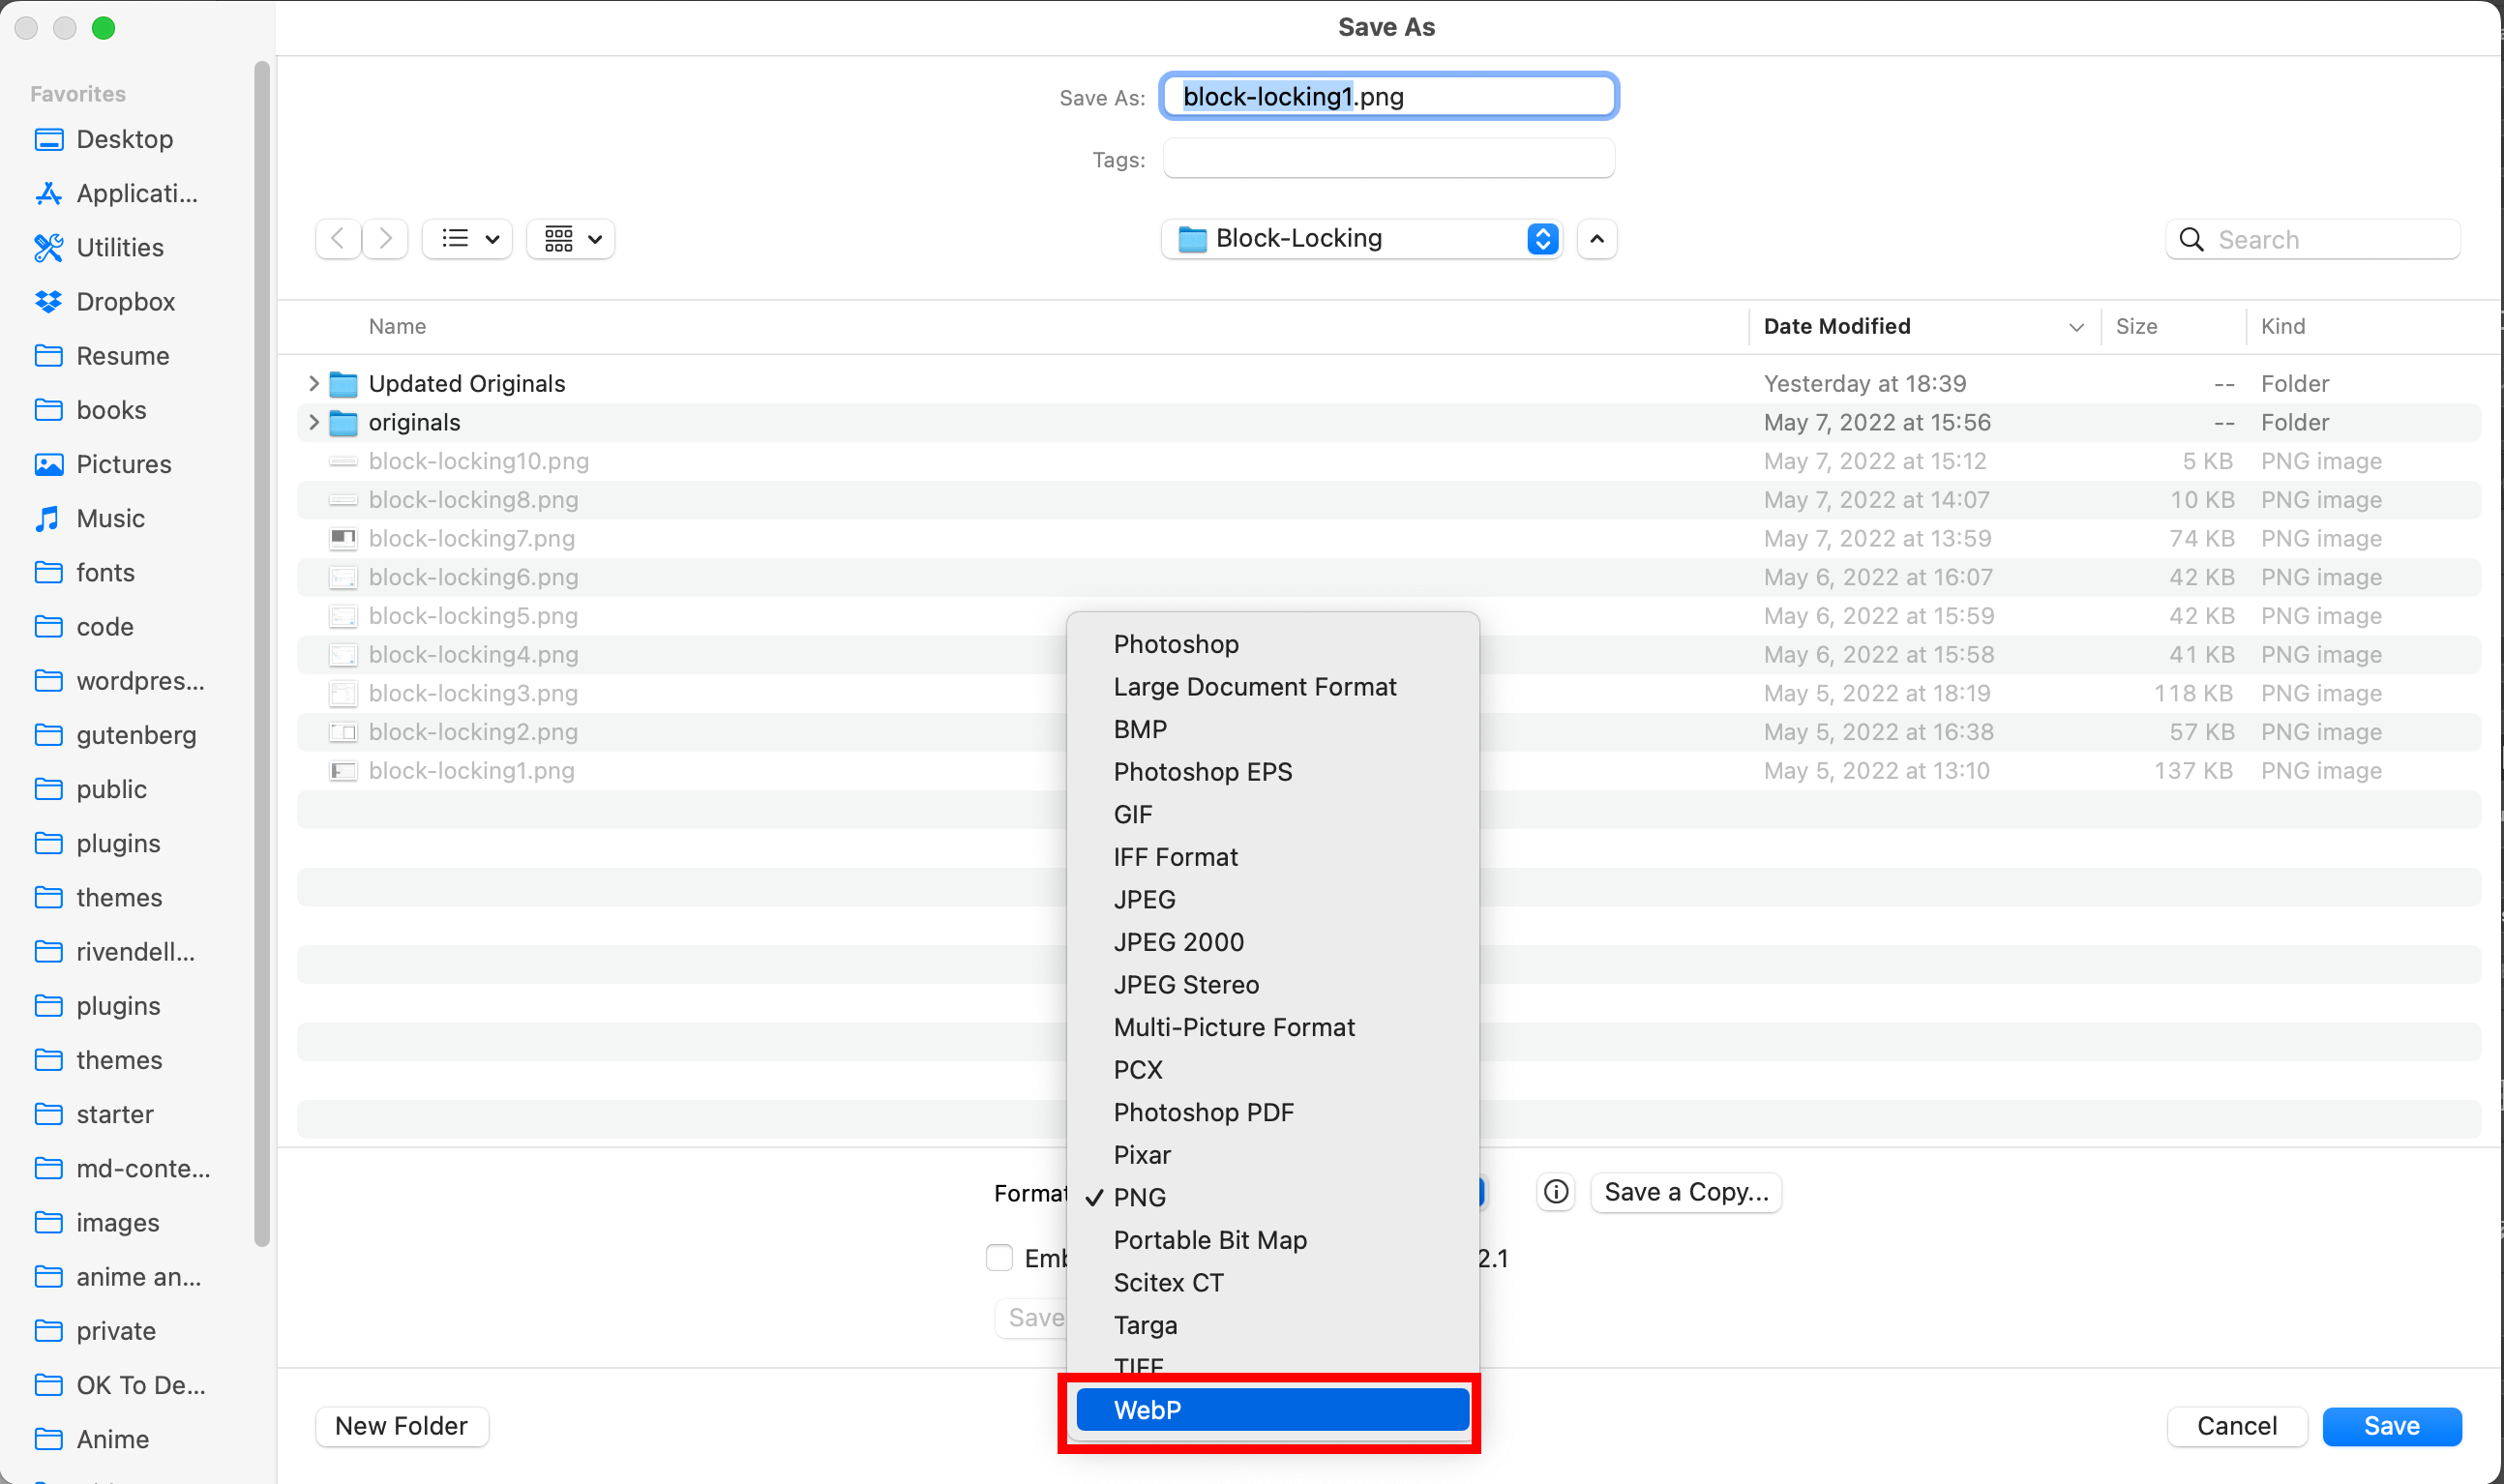 Save As
Favorites
Desktop
Applicati...
Utilities
Dropbox
Resume
books
Pictures
Music
fonts
code
wordpres...
gutenberg
public
plugins
themes
rivendell...
plugins
themes
starter
md-conte...
images
anime an...
private
OK To De...
Anime
Save As: block-locking1.png
Tags:
Block-Locking
Search
Name Date Modified Size Kind
Updated Originals Yesterday at 18:39 -- Folder
originals May 7, 2022 at 15:56 -- Folder
block-locking10.png May 7, 2022 at 15:12 5 KB PNG image
block-locking8.png May 7, 2022 at 14:07 10 KB PNG image
block-locking7.png May 7, 2022 at 13:59 74 KB PNG image
block-locking6.png May 6, 2022 at 16:07 42 KB PNG image
block-locking5.png May 6, 2022 at 15:59 42 KB PNG image
block-locking4.png May 6, 2022 at 15:58 41 KB PNG image
block-locking3.png May 5, 2022 at 18:19 118 KB PNG image
block-locking2.png May 5, 2022 at 16:38 57 KB PNG image
block-locking1.png May 5, 2022 at 13:10 137 KB PNG image
Photoshop
Large Document Format
BMP
Photoshop EPS
GIF
IFF Format
JPEG
JPEG 2000
JPEG Stereo
Multi-Picture Format
PCX
Photoshop PDF
Pixar
PNG
Portable Bit Map
Scitex CT
Targa
TIFF
WebP
Format
Save a Copy...
Emb
2.1
Save
New Folder
Cancel
Save